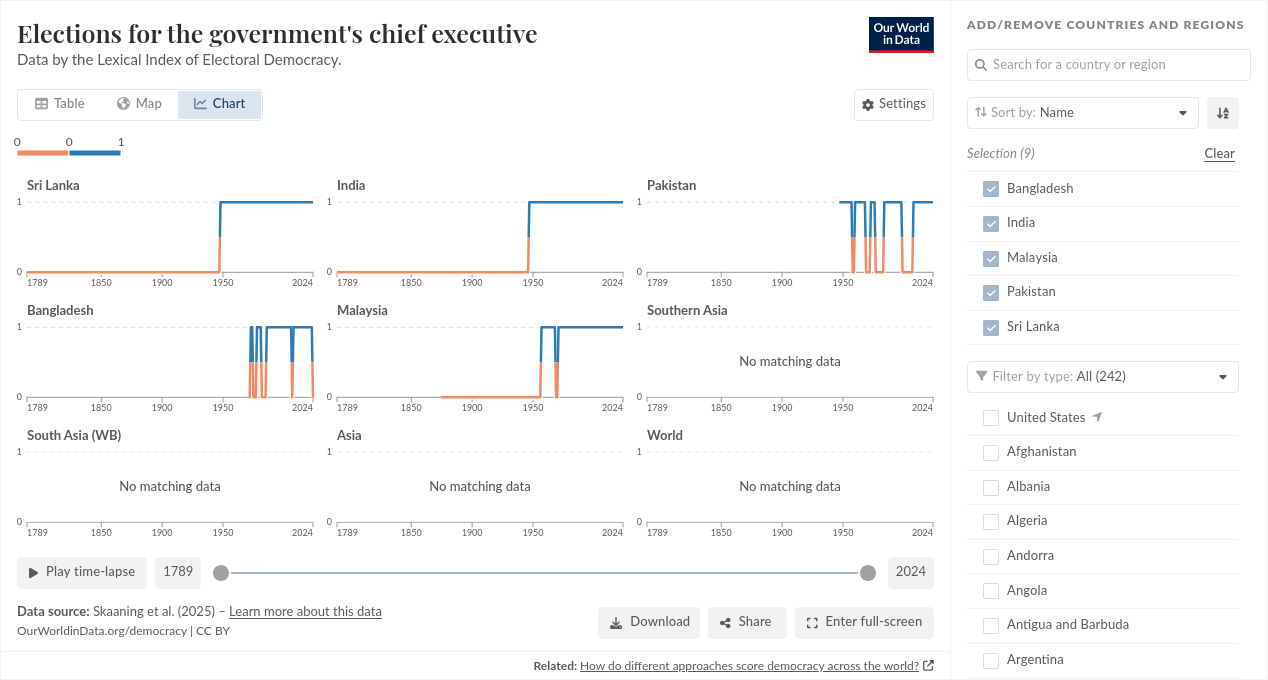 Elections for the government's chief executive
Data by the Lexical Index of Electoral Democracy.
Our World
in Data
Table
Map
Chart
Settings
0 0 1
Sri Lanka
1
0
1789 1850 1900 1950 2024
India
1
0
1789 1850 1900 1950 2024
Pakistan
1
0
1789 1850 1900 1950 2024
Bangladesh
1
0
1789 1850 1900 1950 2024
Malaysia
1
0
1789 1850 1900 1950 2024
Southern Asia
1
No matching data
0
1789 1850 1900 1950 2024
South Asia (WB)
1
No matching data
0
1789 1850 1900 1950 2024
Asia
1
No matching data
0
1789 1850 1900 1950 2024
World
1
No matching data
0
1789 1850 1900 1950 2024
Play time-lapse
1789
2024
Data source: Skaaning et al. (2025) – Learn more about this data
OurWorldinData.org/democracy | CC BY
Download
Share
Enter full-screen
Related: How do different approaches score democracy across the world?
ADD/REMOVE COUNTRIES AND REGIONS
Search for a country or region
Sort by: Name
Selection (9)
Clear
Bangladesh
India
Malaysia
Pakistan
Sri Lanka
Filter by type: All (242)
United States
Afghanistan
Albania
Algeria
Andorra
Angola
Antigua and Barbuda
Argentina